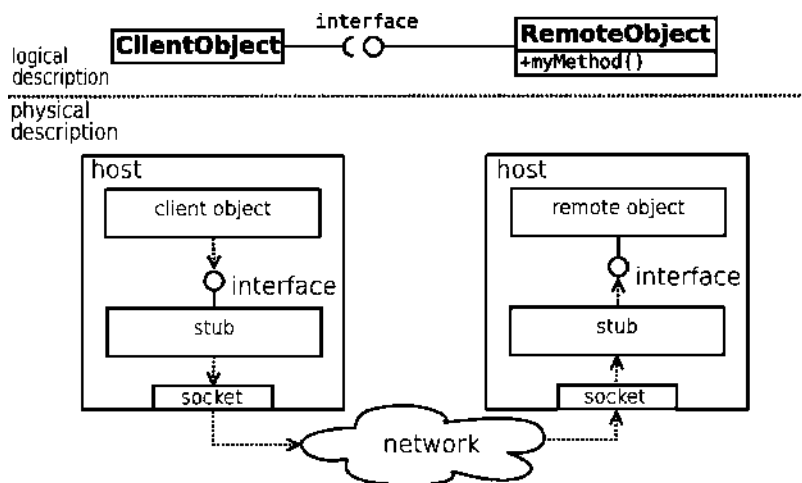 interface
ClientObject
RemoteObject
+myMethod()
logical
description
physical
description
host
client object
interface
stub
socket
host
remote object
interface
stub
socket
network